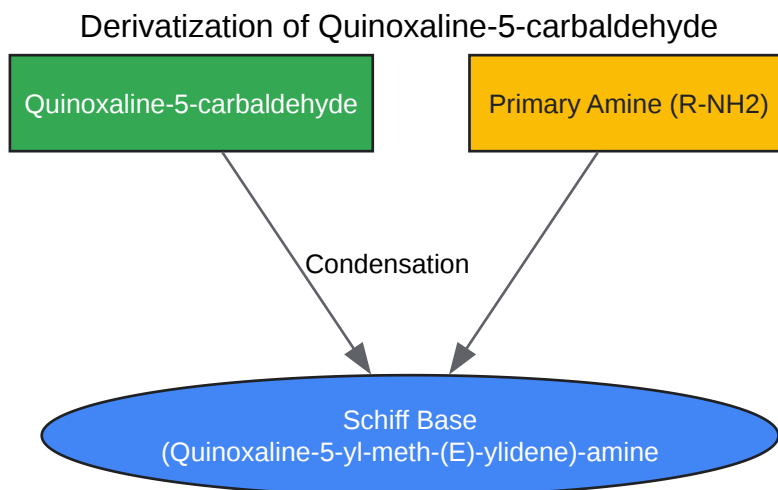 Derivatization of Quinoxaline-5-carbaldehyde
Quinoxaline-5-carbaldehyde
Primary Amine (R-NH2)
Condensation
Schiff Base
(Quinoxaline-5-yl-meth-(E)-ylidene)-amine